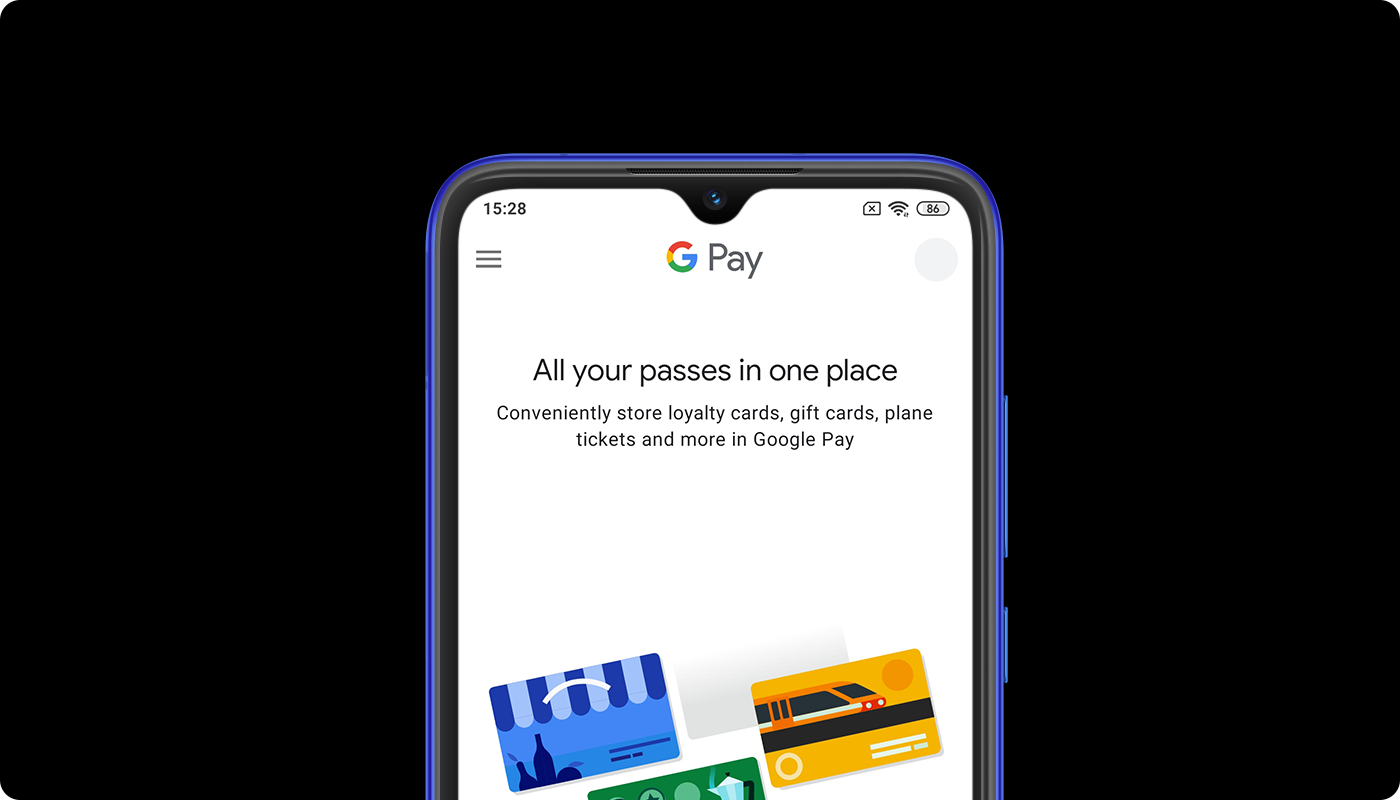 15:28
86
G Pay
All your passes in one place
Conveniently store loyalty cards, gift cards, plane
tickets and more in Google Pay